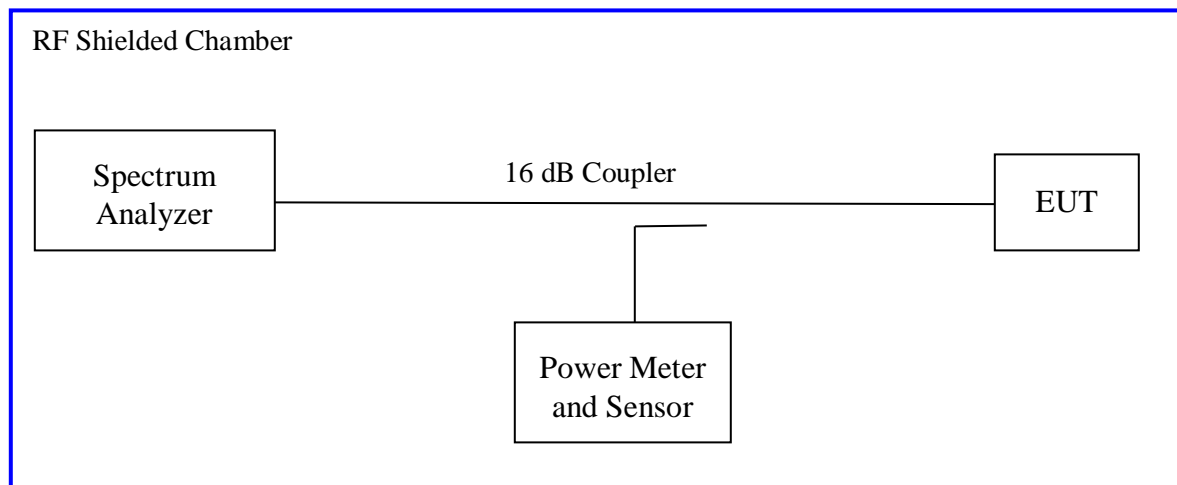 RF Shielded Chamber
16 dB Coupler
Spectrum
Analyzer
EUT
Power Meter
and Sensor